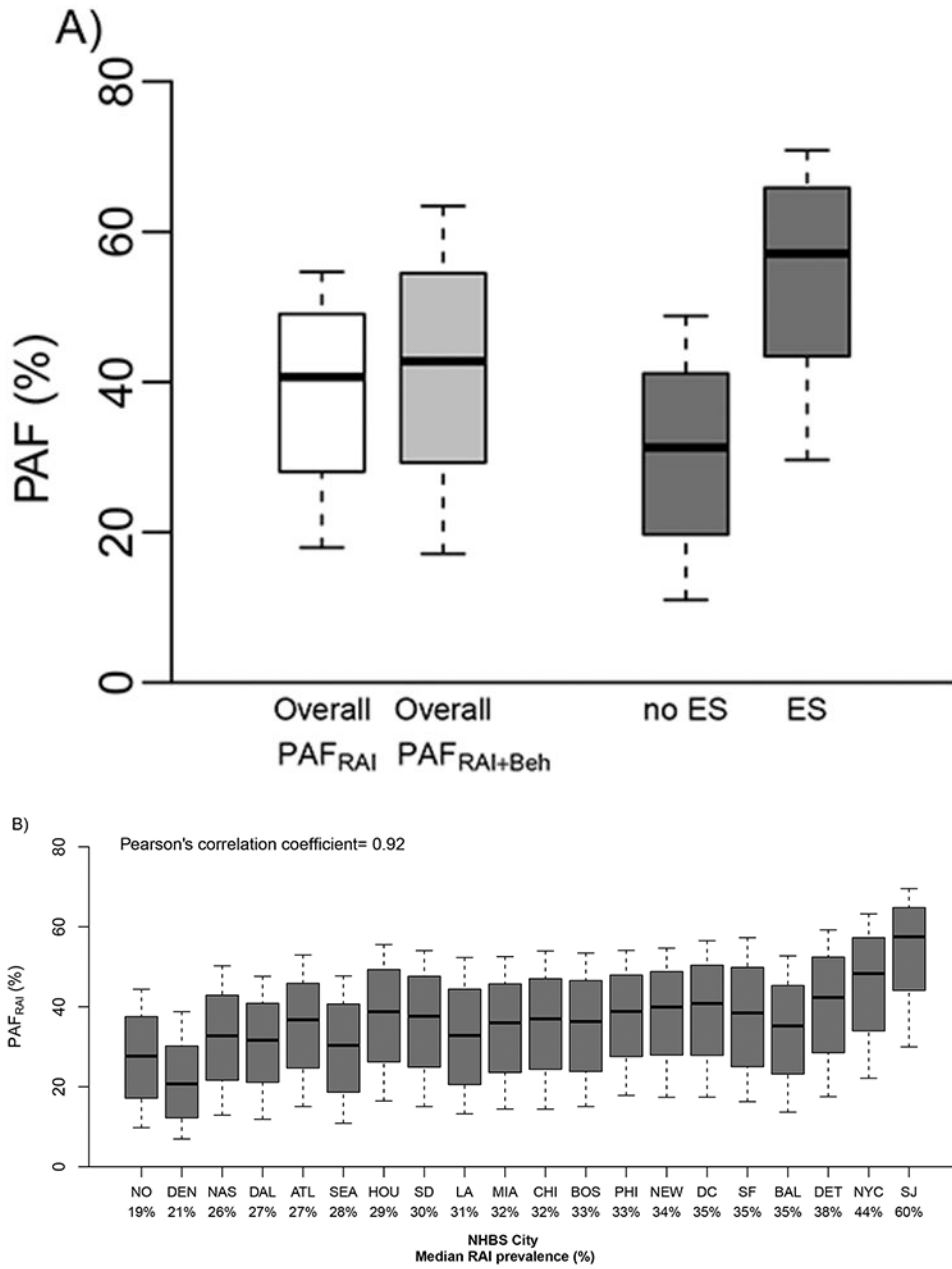 A)
80
60
40
20
0
PAF (%)
Overall Overall no ES ES
PAFRAI PAFRAI+Beh
B)
Pearson's correlation coefficient= 0.92
80
60
40
20
0
PAFRAI (%)
NO DEN NAS DAL ATL SEA HOU SD LA MIA CHI BOS PHI NEW DC SF BAL DET NYC SJ
19% 21% 26% 27% 27% 28% 29% 30% 31% 32% 32% 33% 33% 34% 35% 35% 35% 38% 44% 60%
NHBS City
Median RAI prevalence (%)